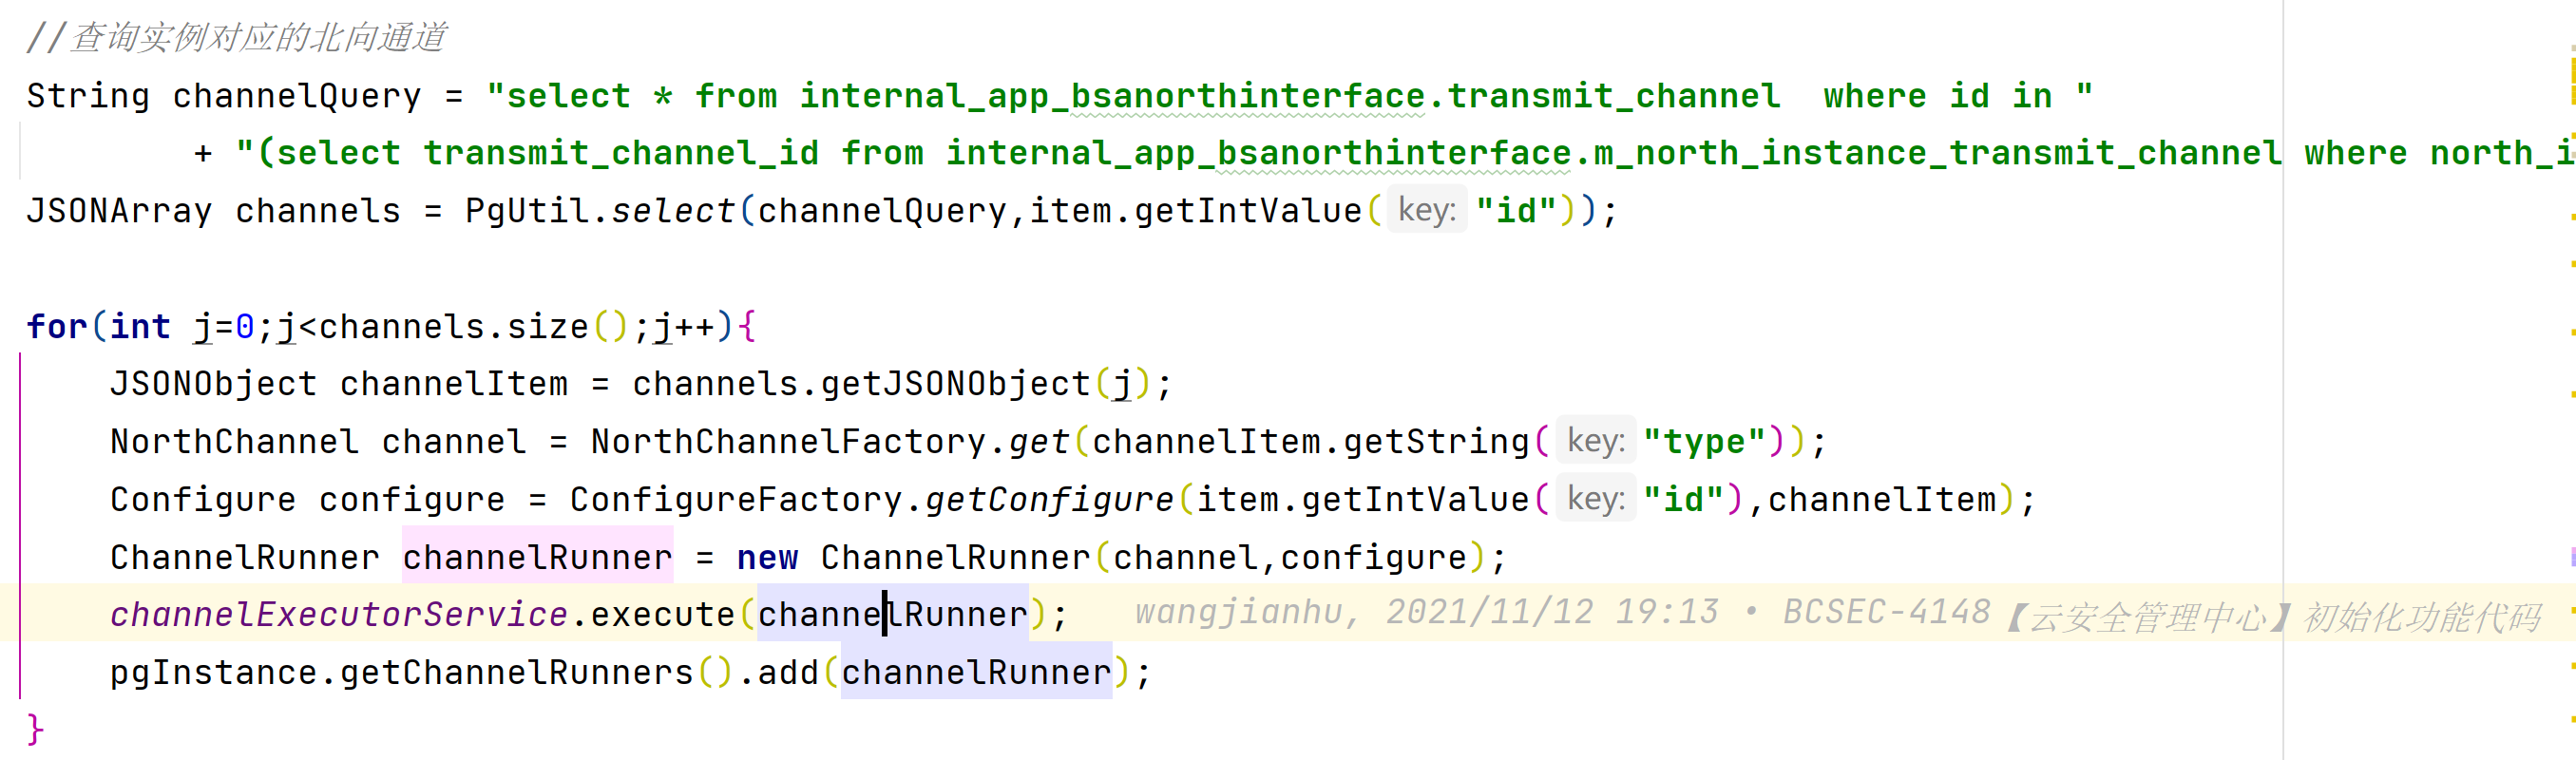 //查询实例对应的北向通道
String channelQuery = "select * from internal_app_bsanorthinterface.transmit_channel  where id in "
+ "(select transmit_channel_id from internal_app_bsanorthinterface.m_north_instance_transmit_channel where north_i
JSONArray channels = PgUtil.select(channelQuery,item.getIntValue( key: "id"));
for(int j=0;j<channels.size();j++){
JSONObject channelItem = channels.getJSONObject(j);
NorthChannel channel = NorthChannelFactory.get(channelItem.getString( key: "type"));
Configure configure = ConfigureFactory.getConfigure(item.getIntValue( key: "id"),channelItem);
ChannelRunner channelRunner = new ChannelRunner(channel,configure);
channelExecutorService.execute(channelRunner); wangjianhu, 2021/11/12 19:13 • BCSEC-4148【云安全管理中心】初始化功能代码
pgInstance.getChannelRunners().add(channelRunner);
}